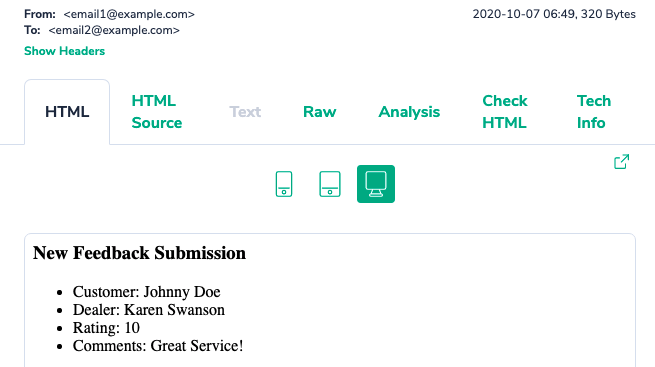 From: <email1@example.com> 2020-10-07 06:49, 320 Bytes
To: <email2@example.com>
Show Headers
HTML
HTML Source
Text
Raw
Analysis
Check HTML
Tech Info
New Feedback Submission
• Customer: Johnny Doe
• Dealer: Karen Swanson
• Rating: 10
• Comments: Great Service!